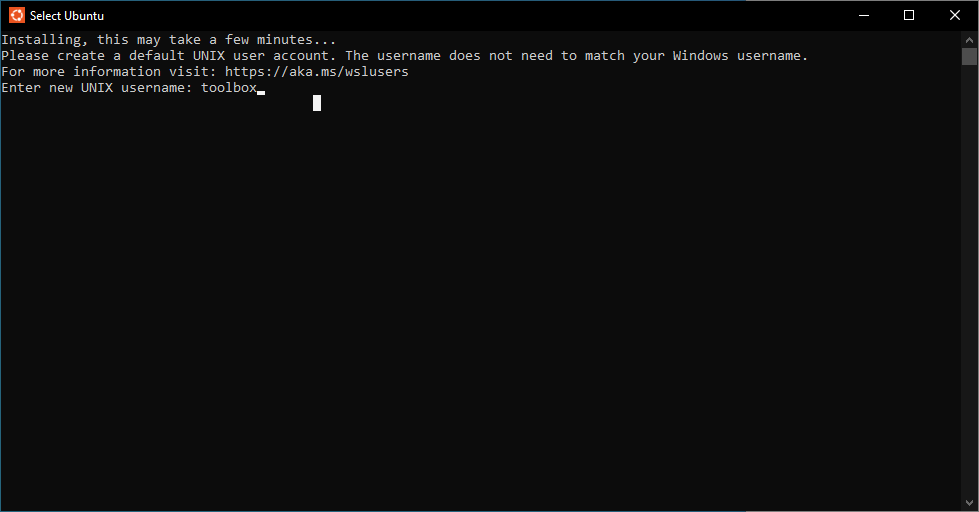 Select Ubuntu
Installing, this may take a few minutes...
Please create a default UNIX user account. The username does not need to match your Windows username.
For more information visit: https://aka.ms/wslusers
Enter new UNIX username: toolbox